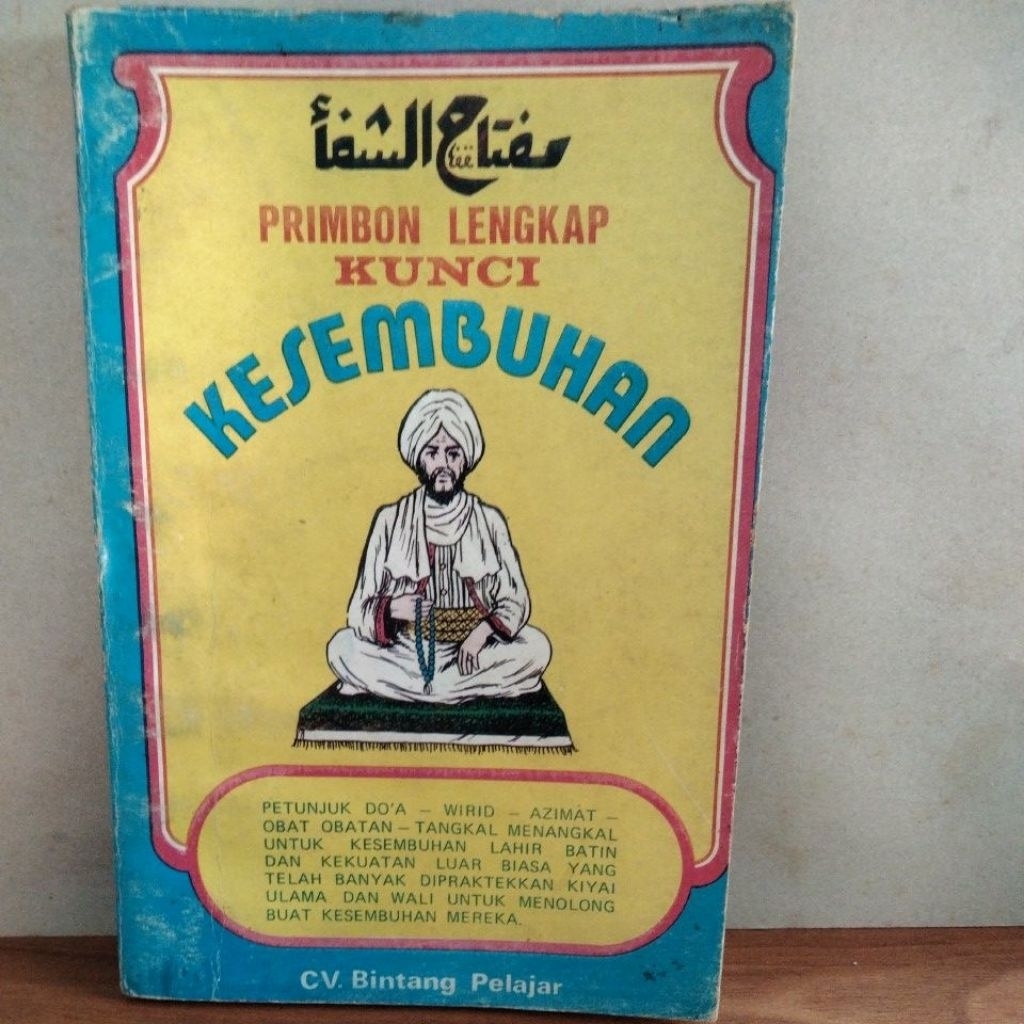 مفتاح الشفأ
PRIMBON LENGKAP
KUNCI
KESEMBUHAN
PETUNJUK DO'A – WIRID – AZIMAT –
OBAT OBATAN – TANGKAL MENANGKAL
UNTUK KESEMBUHAN LAHIR BATIN
DAN KEKUATAN LUAR BIASA YANG
TELAH BANYAK DIPRAKTEKKAN KIYAI
ULAMA DAN WALI UNTUK MENOLONG
BUAT KESEMBUHAN MEREKA.
CV. Bintang Pelajar